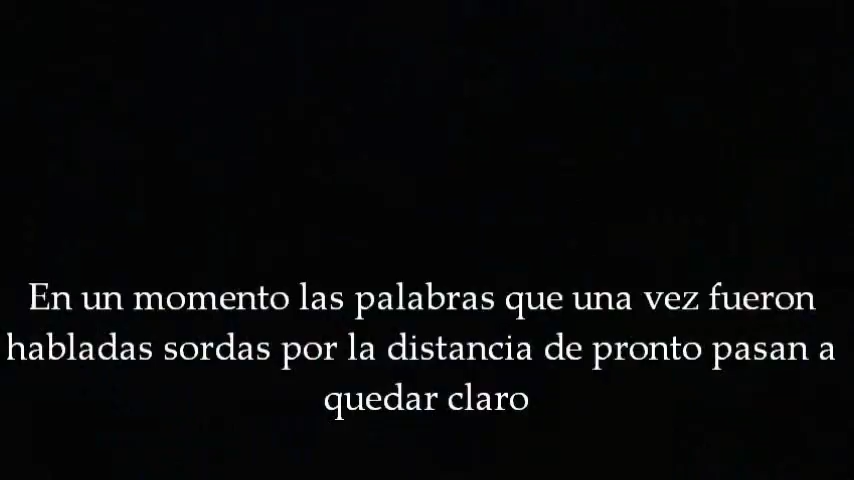 En un momento las palabras que una vez fueron
habladas sordas por la distancia de pronto pasan a
quedar claro